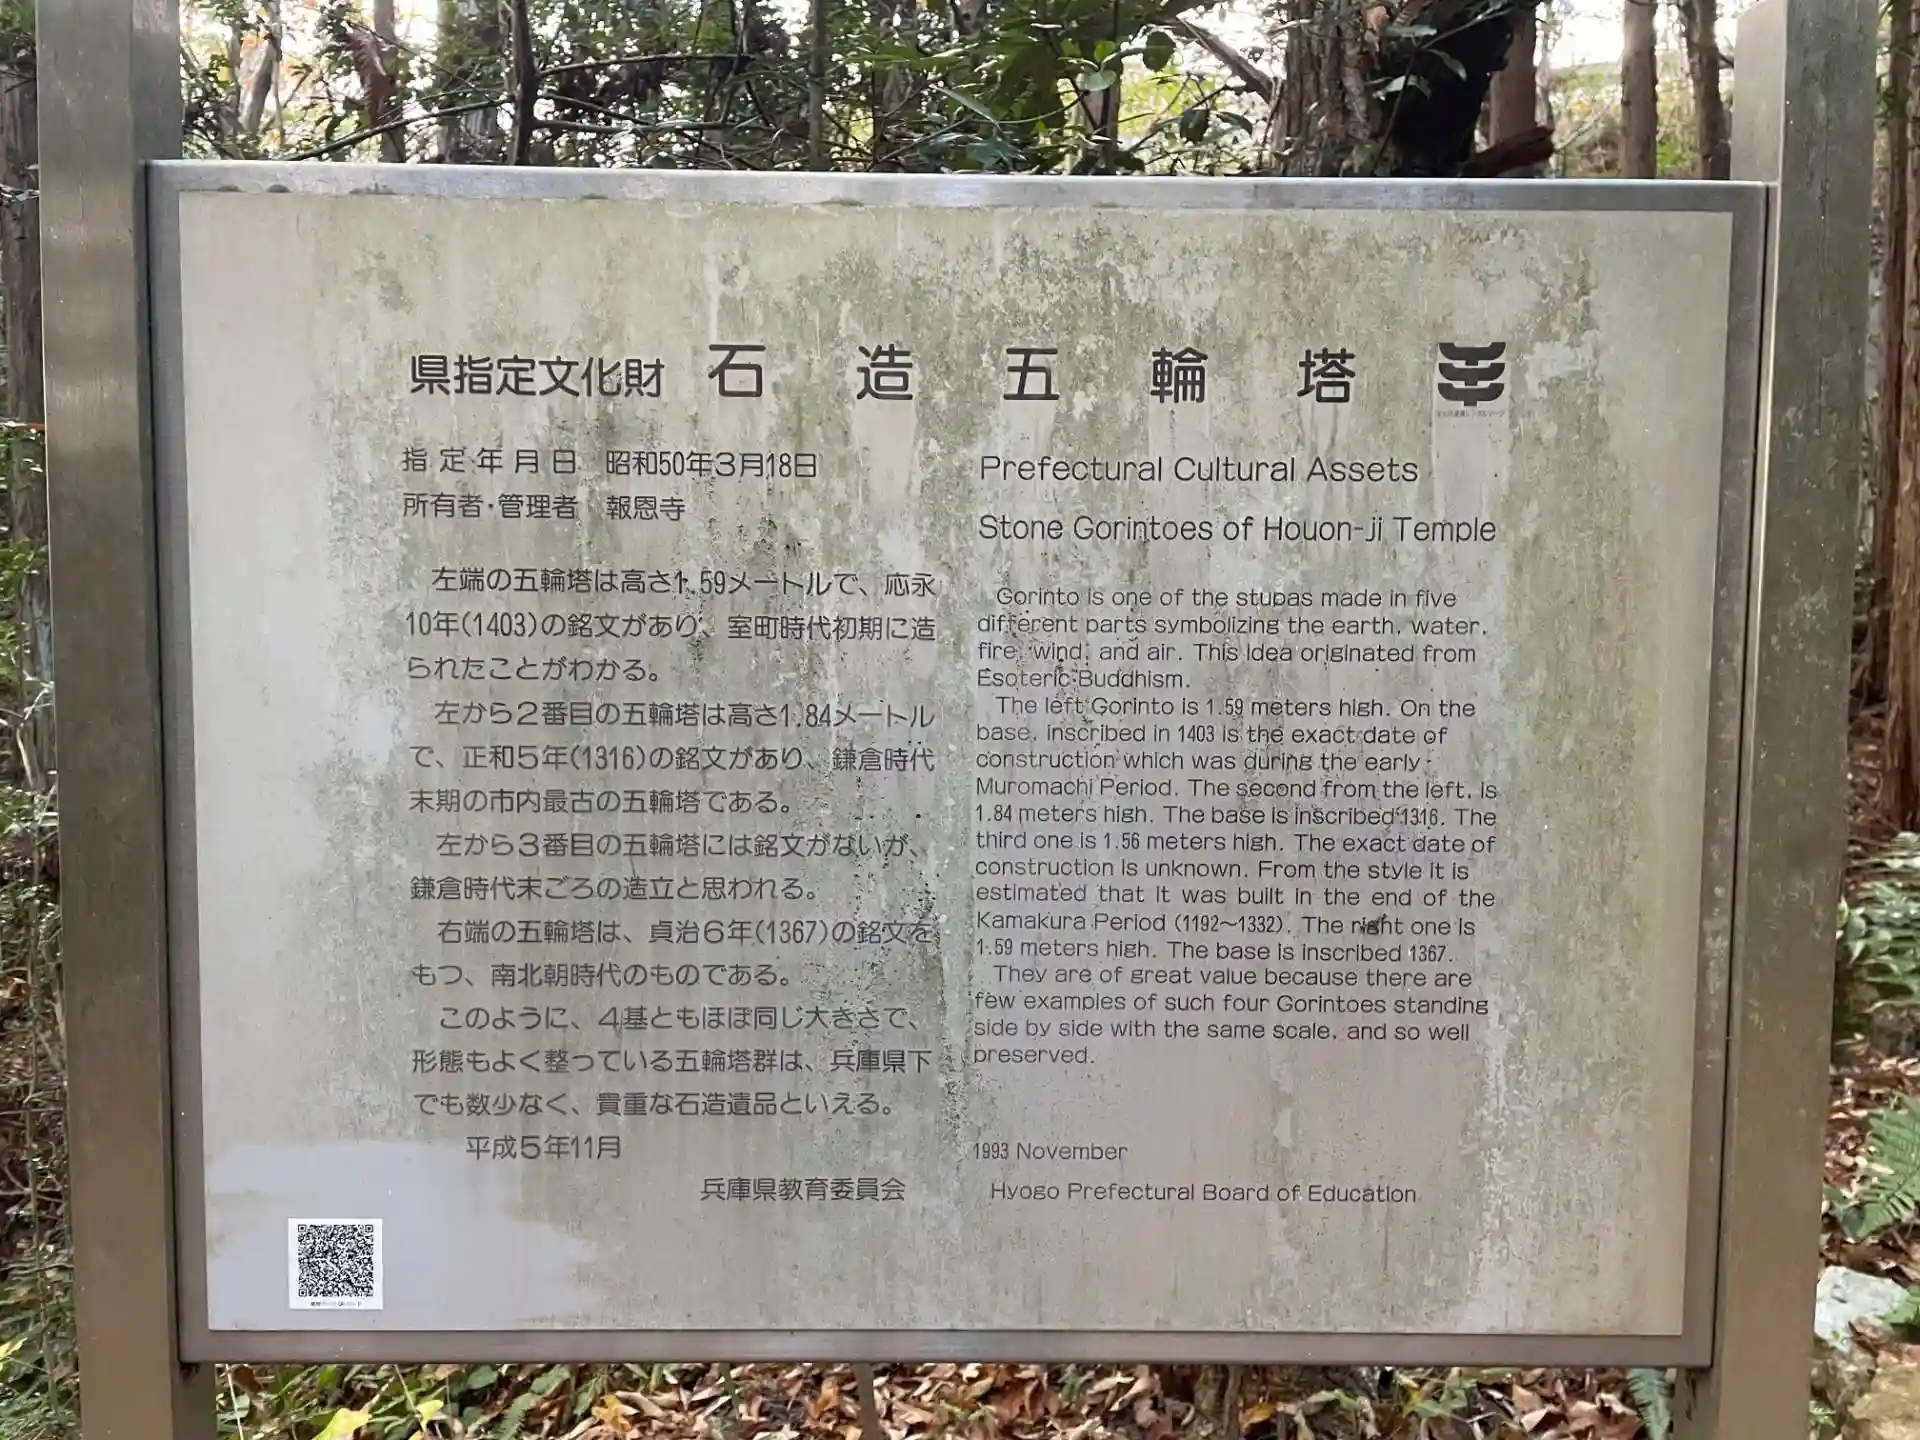 県指定文化財 石造五輪塔
指定年月日 昭和50年3月18日
所有者・管理者 報恩寺
左端の五輪塔は高さ1.59メートルで、応永
10年(1403)の銘文があり、室町時代初期に造
られたことがわかる。
左から2番目の五輪塔は高さ1.84メートル
で、正和5年(1316)の銘文があり、鎌倉時代
末期の市内最古の五輪塔である。
左から3番目の五輪塔には銘文がないが、
鎌倉時代末ごろの造立と思われる。
右端の五輪塔は、貞治6年(1367)の銘文を
もつ、南北朝時代のものである。
このように、4基ともほぼ同じ大きさで、
形態もよく整っている五輪塔群は、兵庫県下
でも数少なく、貴重な石造遺品といえる。
平成5年11月
兵庫県教育委員会
Prefectural Cultural Assets
Stone Gorintoes of Houon-ji Temple
Gorinto is one of the stupas made in five
different parts symbolizing the earth, water,
fire, wind, and air. This idea originated from
Esoteric Buddhism.
The left Gorinto is 1.59 meters high. On the
base, inscribed in 1403 is the exact date of
construction which was during the early
Muromachi Period. The second from the left, is
1.84 meters high. The base is inscribed 1316. The
third one is 1.56 meters high. The exact date of
construction is unknown. From the style it is
estimated that it was built in the end of the
Kamakura Period (1192～1332). The right one is
1.59 meters high. The base is inscribed 1367.
They are of great value because there are
few examples of such four Gorintoes standing
side by side with the same scale, and so well
preserved.
1993 November
Hyogo Prefectural Board of Education